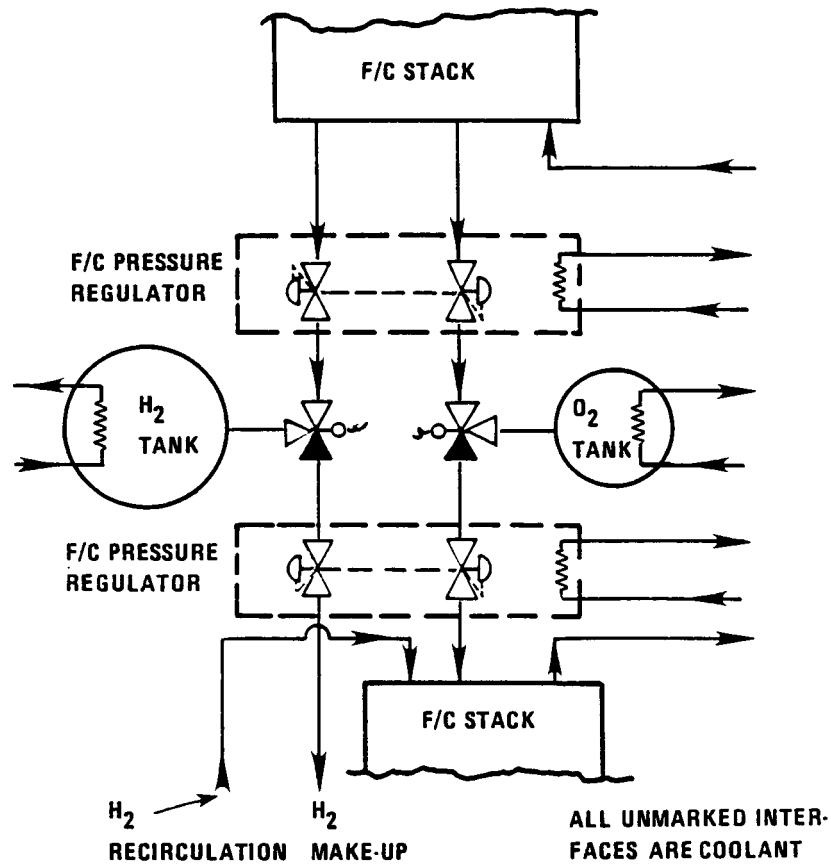 F/C STACK
F/C PRESSURE
REGULATOR
H2
TANK
O2
TANK
F/C PRESSURE
REGULATOR
F/C STACK
H2
RECIRCULATION
H2
MAKE-UP
ALL UNMARKED INTER-
FACES ARE COOLANT